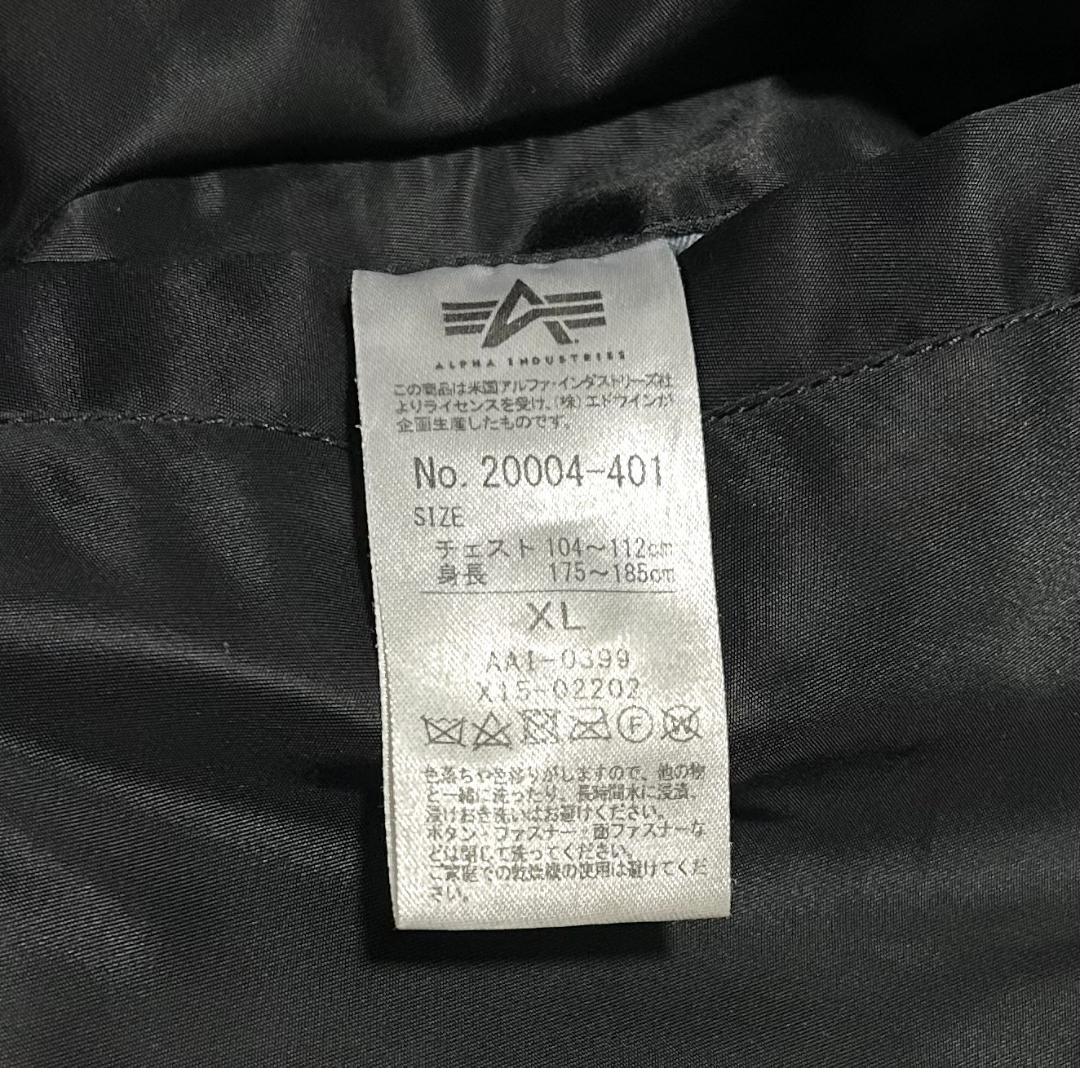 ALPHA INDUSTRIES
この商品は米国アルファ・インダストリーズ社
よりライセンスを受け、(株)エドウインが
企画生産したものです。
No. 20004-401
SIZE
チェスト 104～112cm
身長 175～185cm
XL
AA1-0399
X15-02202
F W
色落ちや色移りがしますので、他の物
と一緒に洗ったり、長時間水に浸漬、
浸けおき洗いはお避けください。
ボタン・ファスナー・面ファスナーな
どは閉じて洗ってください。
ご家庭での乾燥機の使用は避けてくだ
さい。